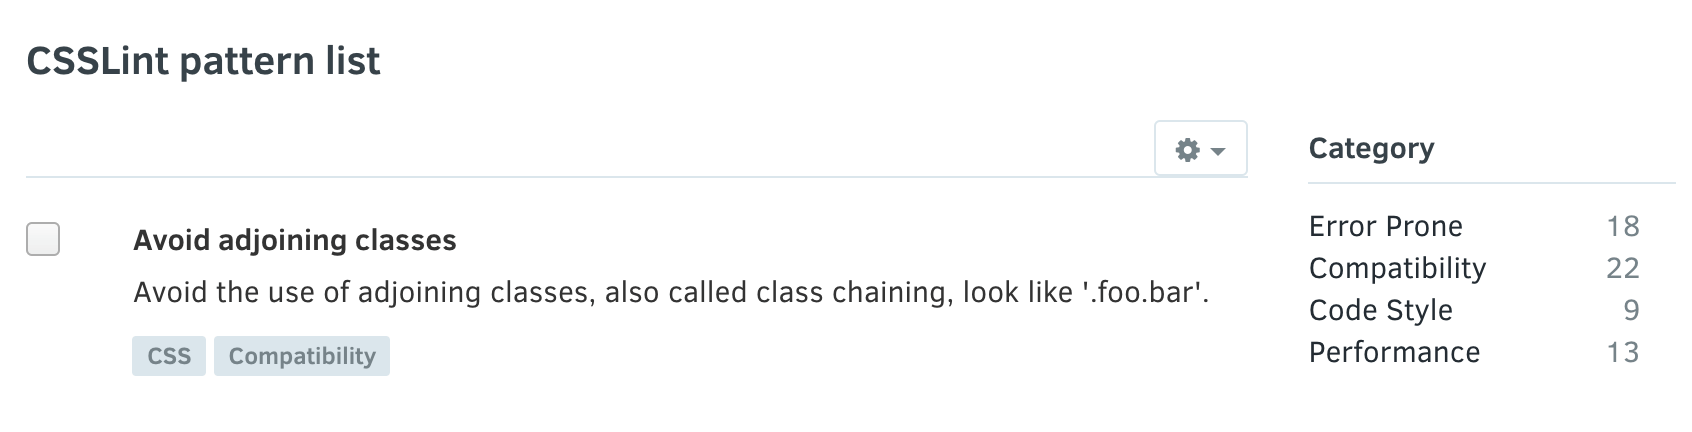 CSSLint pattern list
Avoid adjoining classes
Avoid the use of adjoining classes, also called class chaining, look like '.foo.bar'.
CSS Compatibility
Category
Error Prone 18
Compatibility 22
Code Style 9
Performance 13